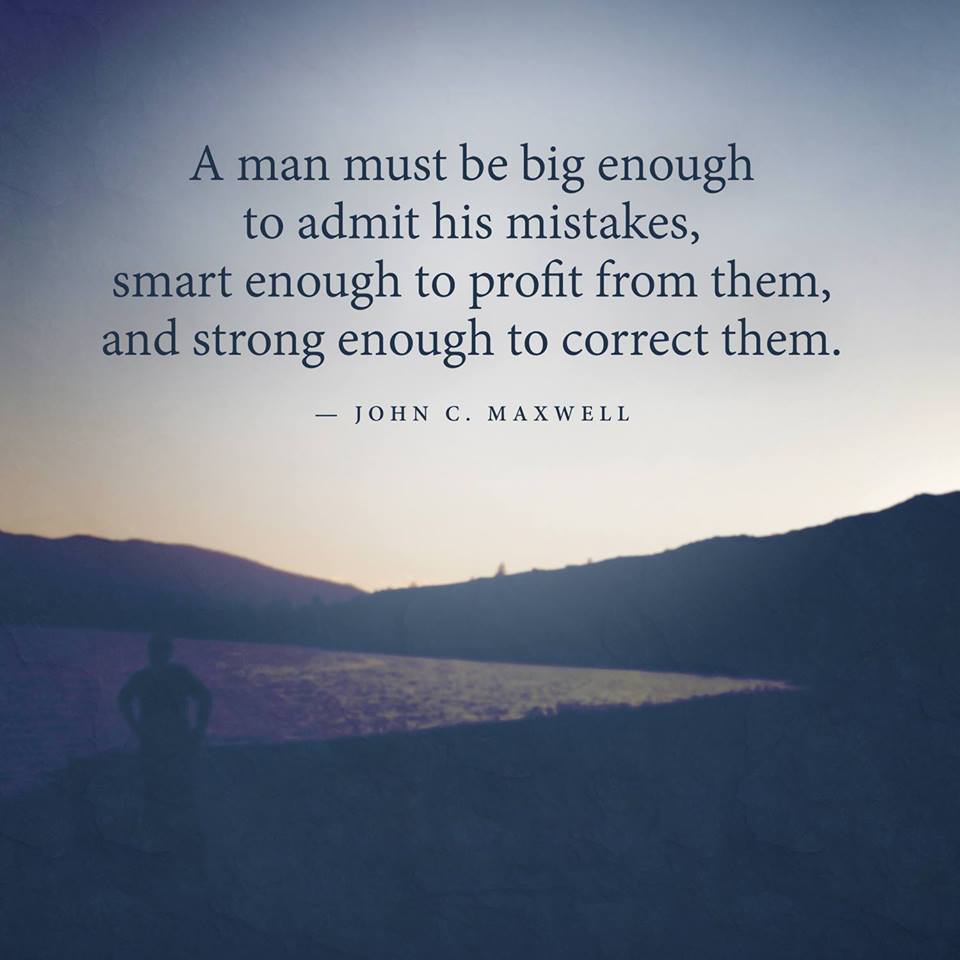 A man must be big enough
to admit his mistakes,
smart enough to profit from them,
and strong enough to correct them.
— JOHN C. MAXWELL